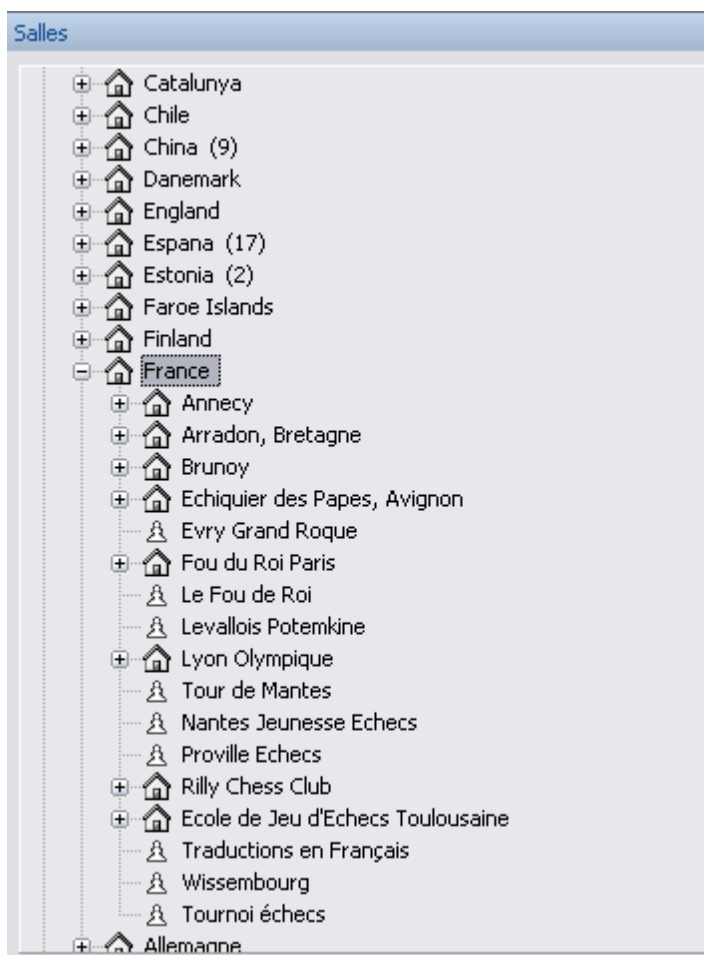 Salles
Catalunya
Chile
China (9)
Danemark
England
Espana (17)
Estonia (2)
Faroe Islands
Finland
France
Annecy
Arradon, Bretagne
Brunoy
Echiquier des Papes, Avignon
Evry Grand Roque
Fou du Roi Paris
Le Fou de Roi
Levallois Potemkine
Lyon Olympique
Tour de Mantes
Nantes Jeunesse Echecs
Proville Echecs
Rilly Chess Club
Ecole de Jeu d'Echecs Toulousaine
Traductions en Français
Wissembourg
Tournoi échecs
Allemagne